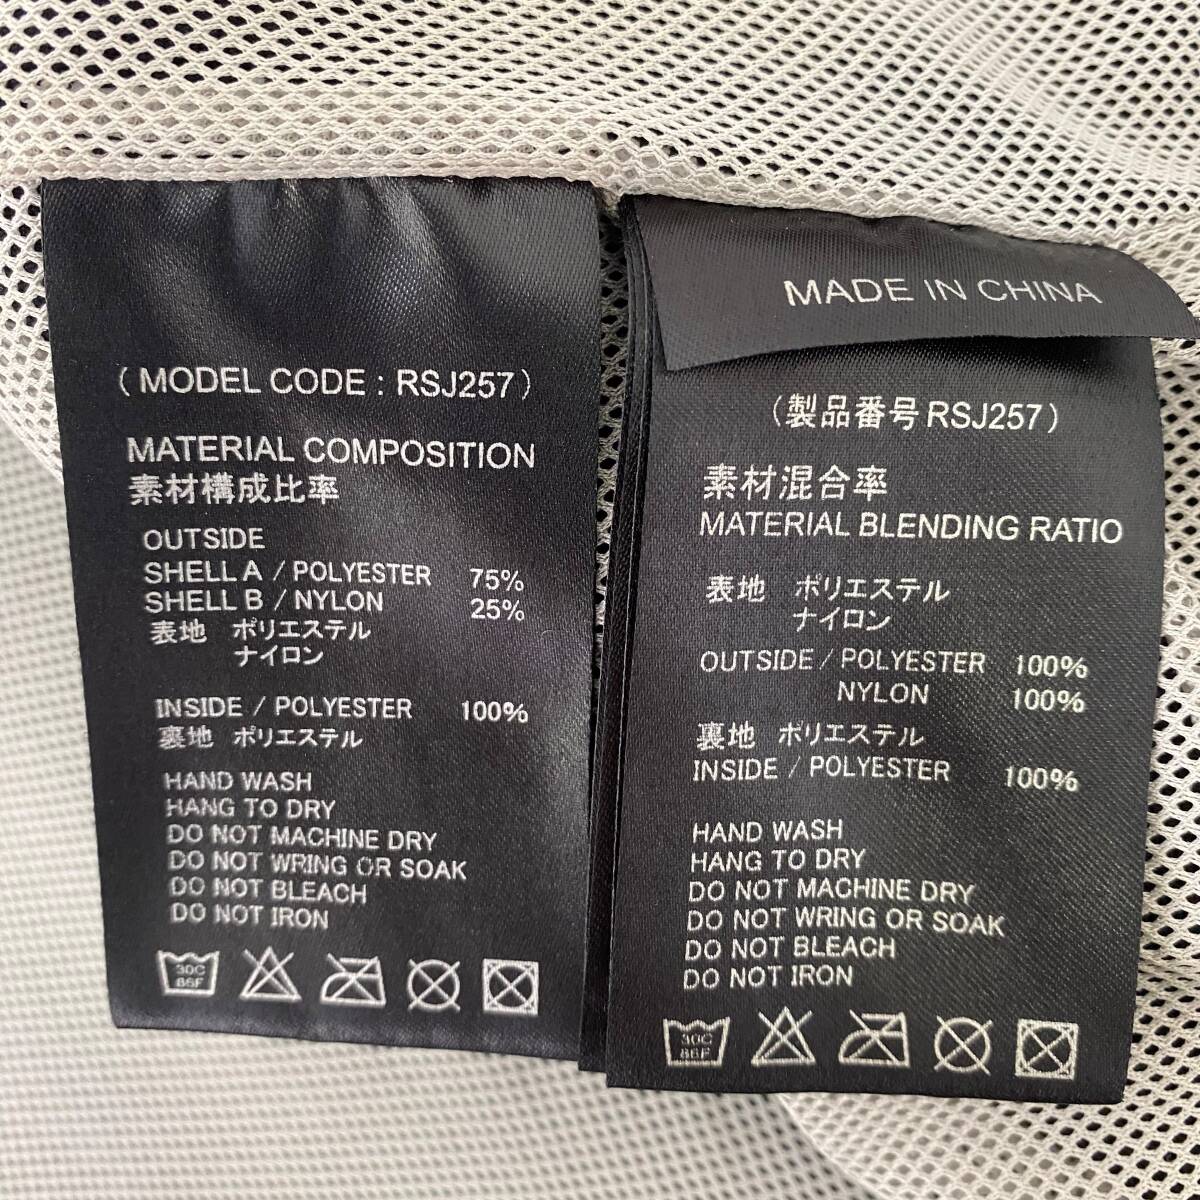 ( MODEL CODE : RSJ257 )
MATERIAL COMPOSITION
素材構成比率
OUTSIDE
SHELL A / POLYESTER 75%
SHELL B / NYLON 25%
表地 ポリエステル
ナイロン
INSIDE / POLYESTER 100%
裏地 ポリエステル
HAND WASH
HANG TO DRY
DO NOT MACHINE DRY
DO NOT WRING OR SOAK
DO NOT BLEACH
DO NOT IRON
30C
86F
MADE IN CHINA
(製品番号 RSJ257)
素材混合率
MATERIAL BLENDING RATIO
表地 ポリエステル
ナイロン
OUTSIDE / POLYESTER 100%
NYLON 100%
裏地 ポリエステル
INSIDE / POLYESTER 100%
HAND WASH
HANG TO DRY
DO NOT MACHINE DRY
DO NOT WRING OR SOAK
DO NOT BLEACH
DO NOT IRON
30C
86F